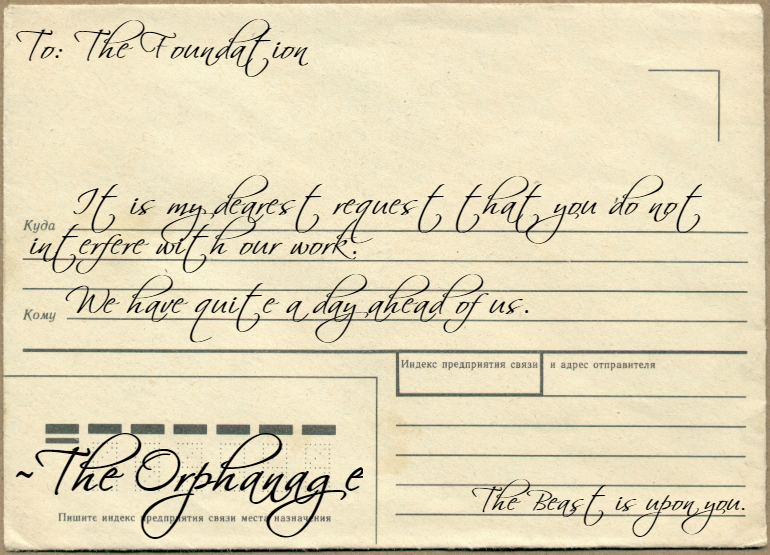 To: The Foundation
It is my dearest request that you do not
Куда
interfere with our work.
We have quite a day ahead of us.
Кому
Индекс предприятия связи и адрес отправителя
~The Orphanage
The Beast is upon you.
Пишите индекс предприятия связи места назначения